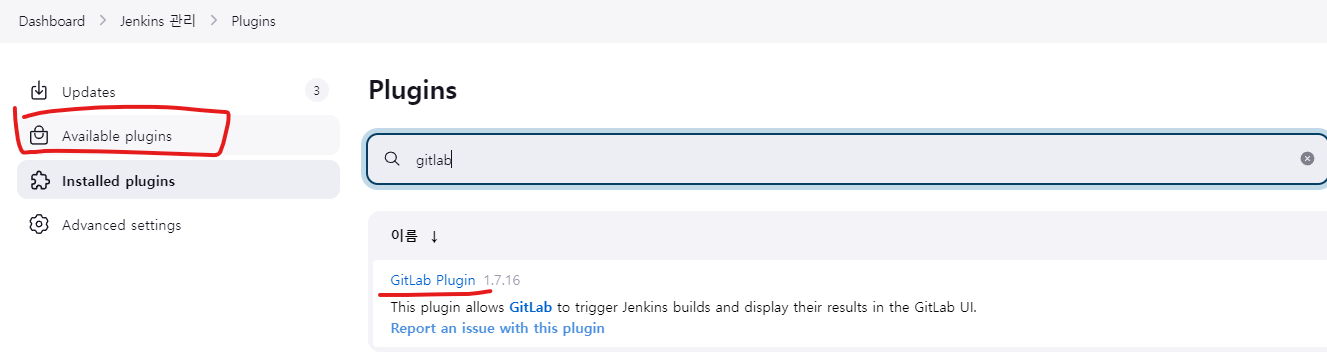 Dashboard > Jenkins 관리 > Plugins
Updates 3
Available plugins
Installed plugins
Advanced settings
Plugins
gitlab
이름 ↓
GitLab Plugin 1.7.16
This plugin allows GitLab to trigger Jenkins builds and display their results in the GitLab UI.
Report an issue with this plugin